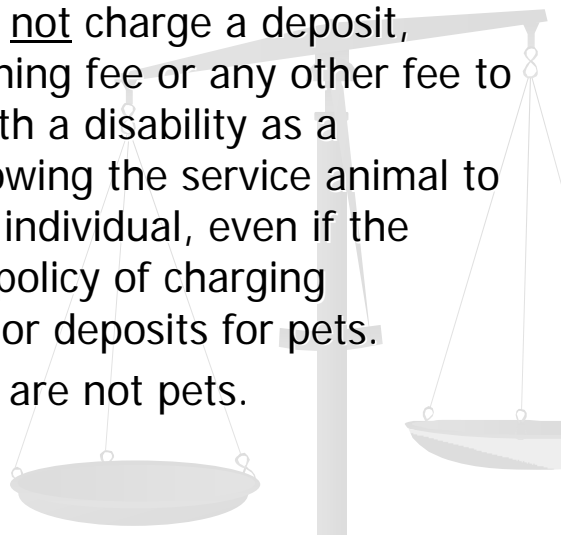 not charge a deposit,
ning fee or any other fee to
th a disability as a
owing the service animal to
individual, even if the
policy of charging
or deposits for pets.
are not pets.